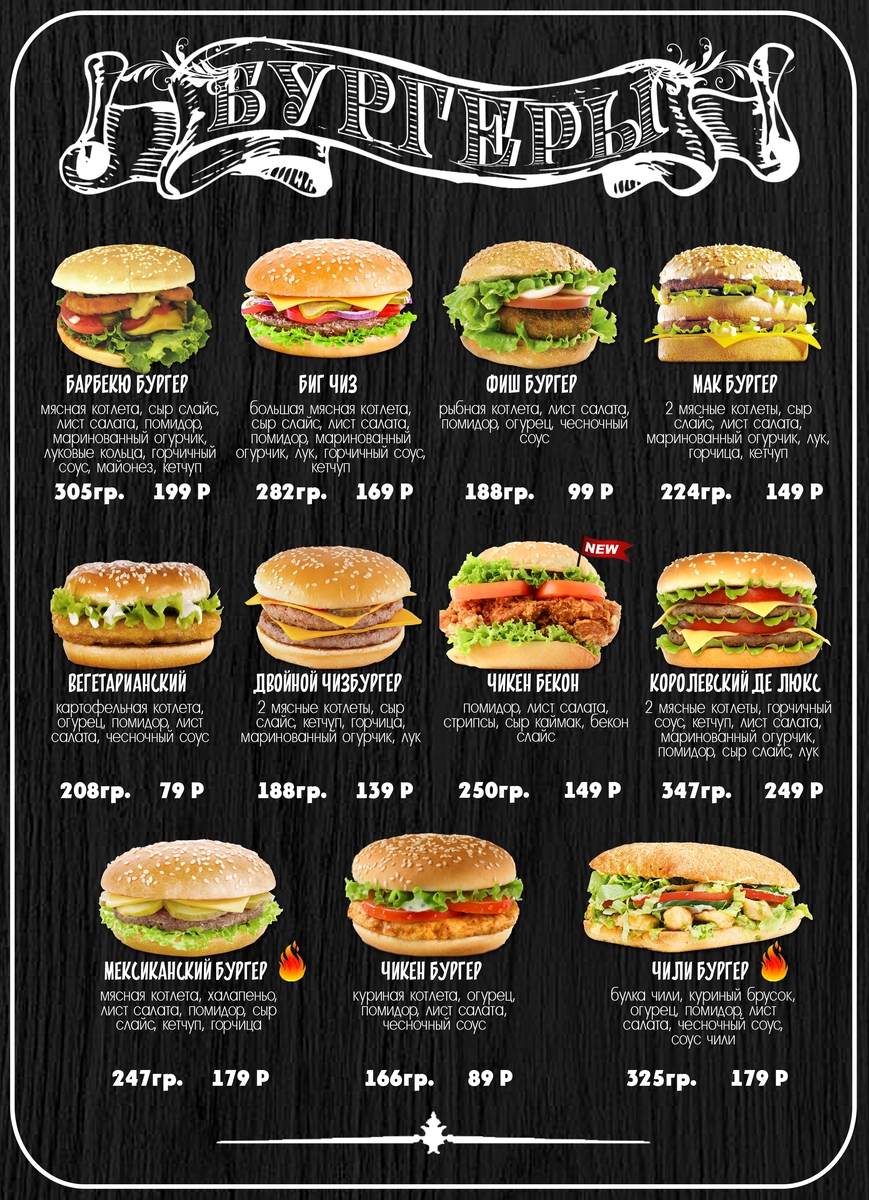 БУРГЕРЫ
БАРБЕКЮ БУРГЕР
мясная котлета, сыр слайс,
лист салата, помидор,
маринованный огурчик,
луковые кольца, горчичный
соус, майонез, кетчуп
305гр. 199 Р
БИГ ЧИЗ
большая мясная котлета,
сыр слайс, лист салата,
помидор, маринованный
огурчик, лук, горчичный соус,
кетчуп
282гр. 169 Р
ФИШ БУРГЕР
рыбная котлета, лист салата,
помидор, огурец, чесночный
соус
188гр. 99 Р
МАК БУРГЕР
2 мясные котлеты, сыр
слайс, лист салата,
маринованный огурчик, лук,
горчица, кетчуп
224гр. 149 Р
ВЕГЕТАРИАНСКИЙ
картофельная котлета,
огурец, помидор, лист
салата, чесночный соус
208гр. 79 Р
ДВОЙНОЙ ЧИЗБУРГЕР
2 мясные котлеты, сыр
слайс, кетчуп, горчица,
маринованный огурчик, лук
188гр. 139 Р
NEW
ЧИКЕН БЕКОН
помидор, лист салата,
стрипсы, сыр каймак, бекон
слайс
250гр. 149 Р
КОРОЛЕВСКИЙ ДЕ ЛЮКС
2 мясные котлеты, горчичный
соус, кетчуп, лист салата,
маринованный огурчик,
помидор, сыр слайс, лук
347гр. 249 Р
МЕКСИКАНСКИЙ БУРГЕР
мясная котлета, халапеньо,
лист салата, помидор, сыр
слайс, кетчуп, горчица
247гр. 179 Р
ЧИКЕН БУРГЕР
куриная котлета, огурец,
помидор, лист салата,
чесночный соус
166гр. 89 Р
ЧИЛИ БУРГЕР
булка чили, куриный брусок,
огурец, помидор, лист
салата, чесночный соус,
соус чили
325гр. 179 Р